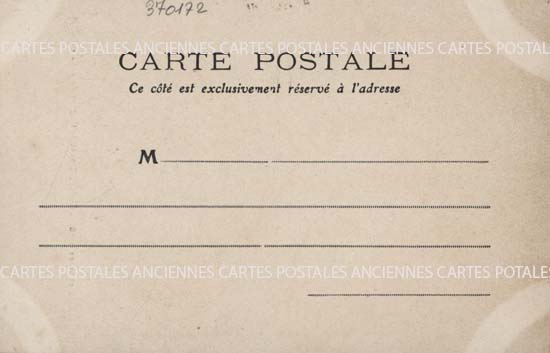 370172
CARTES POSTALES ANCIENNES CARTES POSTALES ANCIENNES CARTES POSTALES
CARTE POSTALE
Ce côté est exclusivement réservé à l'adresse
M
CARTES POSTALES ANCIENNES CARTES POSTALES ANCIENNES CARTES POTALES